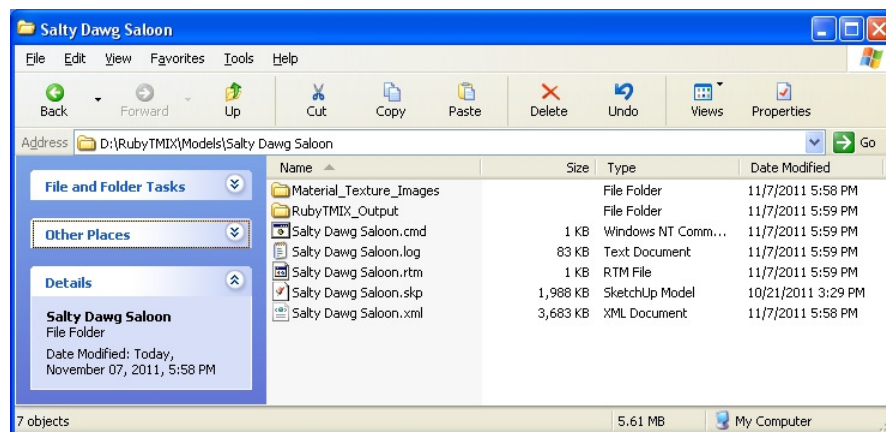 Salty Dawg Saloon
File Edit View Favorites Tools Help
Back Forward Up Cut Copy Paste Delete Undo Views Properties
Address D:\RubyTMIX\Models\Salty Dawg Saloon Go
File and Folder Tasks
Other Places
Details
Salty Dawg Saloon
File Folder
Date Modified: Today,
November 07, 2011, 5:58 PM
Name Size Type Date Modified
Material_Texture_Images File Folder 11/7/2011 5:58 PM
RubyTMIX_Output File Folder 11/7/2011 5:59 PM
Salty Dawg Saloon.cmd 1 KB Windows NT Comm... 11/7/2011 5:59 PM
Salty Dawg Saloon.log 83 KB Text Document 11/7/2011 5:59 PM
Salty Dawg Saloon.rtm 1 KB RTM File 11/7/2011 5:59 PM
Salty Dawg Saloon.skp 1,988 KB SketchUp Model 10/21/2011 3:29 PM
Salty Dawg Saloon.xml 3,683 KB XML Document 11/7/2011 5:58 PM
7 objects 5.61 MB My Computer